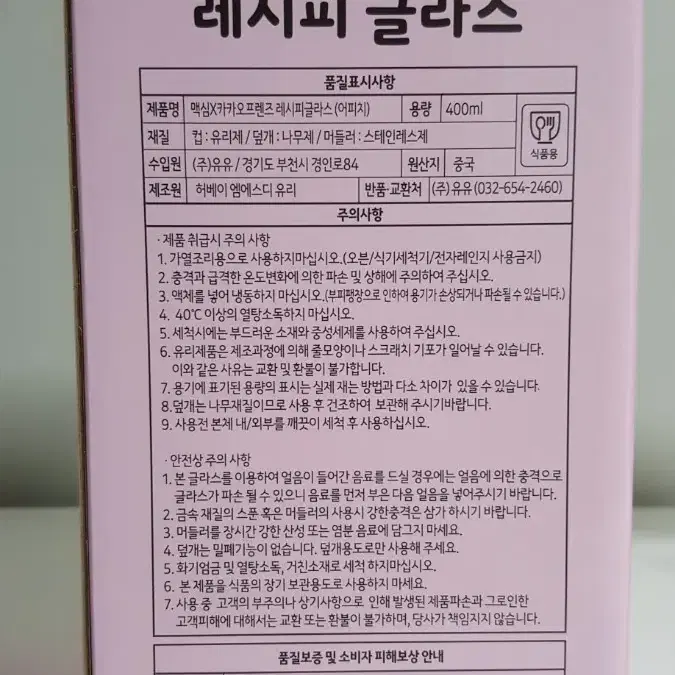 레시피 글라스
품질표시사항
제품명 맥심X카카오프렌즈 레시피글라스 (어피치) 용량 400ml
재질 컵 : 유리제 / 덮개 : 나무제 / 머들러 : 스테인레스제
식품용
수입원 (주)유유 / 경기도 부천시 경인로84 원산지 중국
제조원 허베이 엠에스디 유리 반품·교환처 (주) 유유 (032-654-2460)
주의사항
· 제품 취급시 주의 사항
1. 가열조리용으로 사용하지마십시오.(오븐/식기세척기/전자레인지 사용금지)
2. 충격과 급격한 온도변화에 의한 파손 및 상해에 주의하여 주십시오.
3. 액체를 넣어 냉동하지 마십시오.(부피팽장으로 인하여 용기가 손상되거나 파손될 수 있습니다.)
4. 40℃ 이상의 열탕소독하지 마십시오.
5. 세척시에는 부드러운 소재와 중성세제를 사용하여 주십시오.
6. 유리제품은 제조과정에 의해 줄모양이나 스크래치 기포가 일어날 수 있습니다.
이와 같은 사유는 교환 및 환불이 불가합니다.
7. 용기에 표기된 용량의 표시는 실제 재는 방법과 다소 차이가 있을 수 있습니다.
8. 덮개는 나무재질이므로 사용 후 건조하여 보관해 주시기바랍니다.
9. 사용전 본체 내/외부를 깨끗이 세척 후 사용하십시오.
· 안전상 주의 사항
1. 본 글라스를 이용하여 얼음이 들어간 음료를 드실 경우에는 얼음에 의한 충격으로
글라스가 파손 될 수 있으니 음료를 먼저 부은 다음 얼음을 넣어주시기 바랍니다.
2. 금속 재질의 스푼 혹은 머들러의 사용시 강한충격은 삼가 하시기 바랍니다.
3. 머들러를 장시간 강한 산성 또는 염분 음료에 담그지 마세요.
4. 덮개는 밀폐기능이 없습니다. 덮개용도로만 사용해 주세요.
5. 화기엄금 및 열탕소독, 거친소재로 세척 하지마십시오.
6. 본 제품을 식품의 장기 보관용도로 사용하지 마세요.
7. 사용 중 고객의 부주의나 상기사항으로 인해 발생된 제품파손과 그로인한
고객피해에 대해서는 교환 또는 환불이 불가하며, 당사가 책임지지 않습니다.
품질보증 및 소비자 피해보상 안내